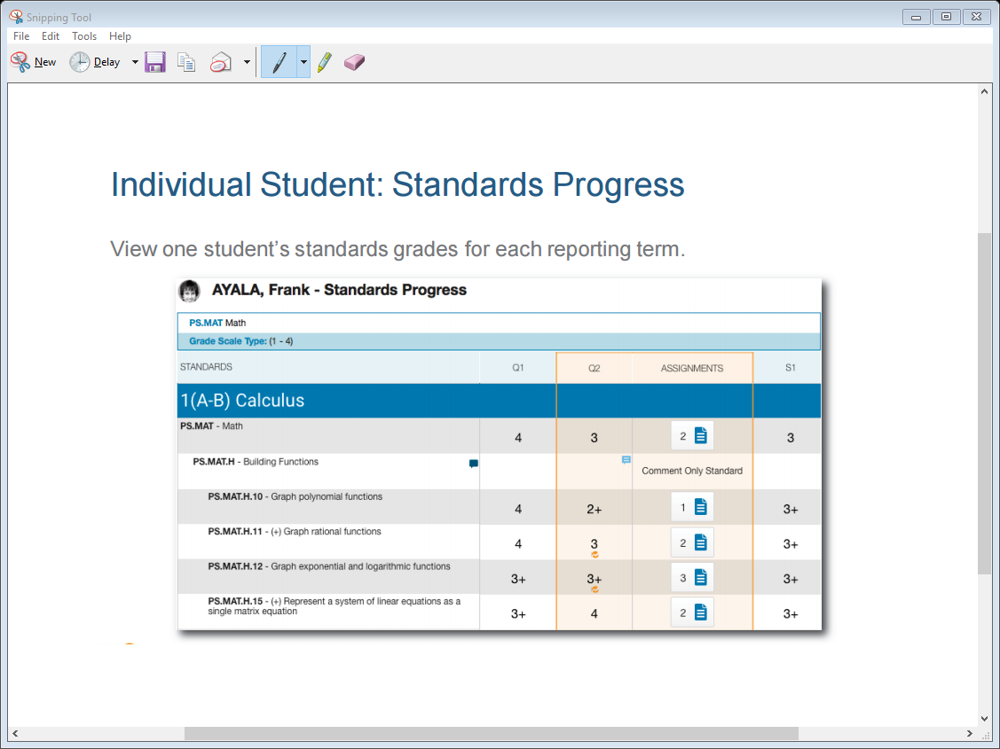 Snipping Tool
File Edit Tools Help
New Delay
Individual Student: Standards Progress
View one student’s standards grades for each reporting term.
AYALA, Frank - Standards Progress
PS.MAT Math
Grade Scale Type: (1 - 4)
STANDARDS Q1 Q2 ASSIGNMENTS S1
1(A-B) Calculus
PS.MAT - Math 4 3 2 3
PS.MAT.H - Building Functions Comment Only Standard
PS.MAT.H.10 - Graph polynomial functions 4 2+ 1 3+
PS.MAT.H.11 - (+) Graph rational functions 4 3 2 3+
PS.MAT.H.12 - Graph exponential and logarithmic functions 3+ 3+ 3 3+
PS.MAT.H.15 - (+) Represent a system of linear equations as a
single matrix equation 3+ 4 2 3+